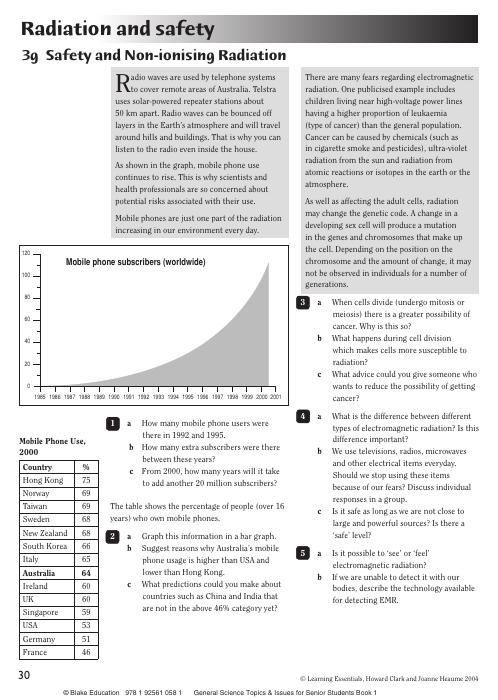 Radiation and safety
3g Safety and Non-ionising Radiation
Radio waves are used by telephone systems
to cover remote areas of Australia. Telstra
uses solar-powered repeater stations about
50 km apart. Radio waves can be bounced off
layers in the Earth's atmosphere and will travel
around hills and buildings. That is why you can
listen to the radio even inside the house.
As shown in the graph, mobile phone use
continues to rise. This is why scientists and
health professionals are so concerned about
potential risks associated with their use.
Mobile phones are just one part of the radiation
increasing in our environment every day.
Mobile phone subscribers (worldwide)
120
100
80
60
40
20
0
1985 1986 1987 1988 1989 1990 1991 1992 1993 1994 1995 1996 1997 1998 1999 2000 2001
1 a How many mobile phone users were
there in 1992 and 1995.
b How many extra subscribers were there
between these years?
c From 2000, how many years will it take
to add another 20 million subscribers?
The table shows the percentage of people (over 16
years) who own mobile phones.
2 a Graph this information in a bar graph.
b Suggest reasons why Australia's mobile
phone usage is higher than USA and
lower than Hong Kong.
c What predictions could you make about
countries such as China and India that
are not in the above 46% category yet?
Mobile Phone Use,
2000
Country %
Hong Kong 75
Norway 69
Taiwan 69
Sweden 68
New Zealand 68
South Korea 66
Italy 65
Australia 64
Ireland 60
UK 60
Singapore 59
USA 53
Germany 51
France 46
There are many fears regarding electromagnetic
radiation. One publicised example includes
children living near high-voltage power lines
having a higher proportion of leukaemia
(type of cancer) than the general population.
Cancer can be caused by chemicals (such as
in cigarette smoke and pesticides), ultra-violet
radiation from the sun and radiation from
atomic reactions or isotopes in the earth or the
atmosphere.
As well as affecting the adult cells, radiation
may change the genetic code. A change in a
developing sex cell will produce a mutation
in the genes and chromosomes that make up
the cell. Depending on the position on the
chromosome and the amount of change, it may
not be observed in individuals for a number of
generations.
3 a When cells divide (undergo mitosis or
meiosis) there is a greater possibility of
cancer. Why is this so?
b What happens during cell division
which makes cells more susceptible to
radiation?
c What advice could you give someone who
wants to reduce the possibility of getting
cancer?
4 a What is the difference between different
types of electromagnetic radiation? Is this
difference important?
b We use televisions, radios, microwaves
and other electrical items everyday.
Should we stop using these items
because of our fears? Discuss individual
responses in a group.
c Is it safe as long as we are not close to
large and powerful sources? Is there a
'safe' level?
5 a Is it possible to 'see' or 'feel'
electromagnetic radiation?
b If we are unable to detect it with our
bodies, describe the technology available
for detecting EMR.
30
© Learning Essentials, Howard Clark and Joanne Heaume 2004
© Blake Education 978 1 92561 058 1 General Science Topics & Issues for Senior Students Book 1